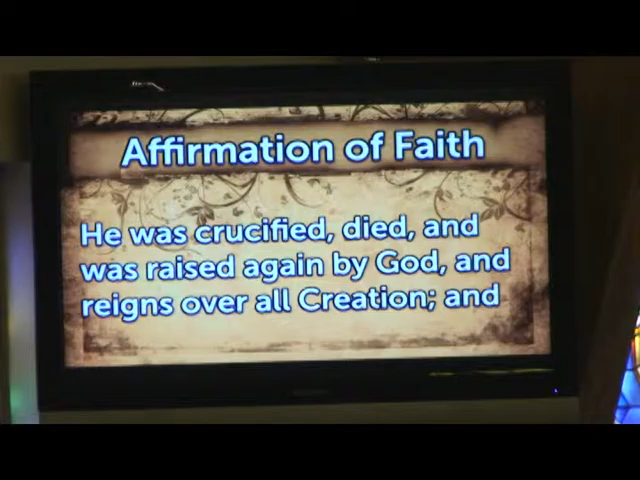 Affirmation of Faith
He was crucified, died, and
was raised again by God, and
reigns over all Creation; and